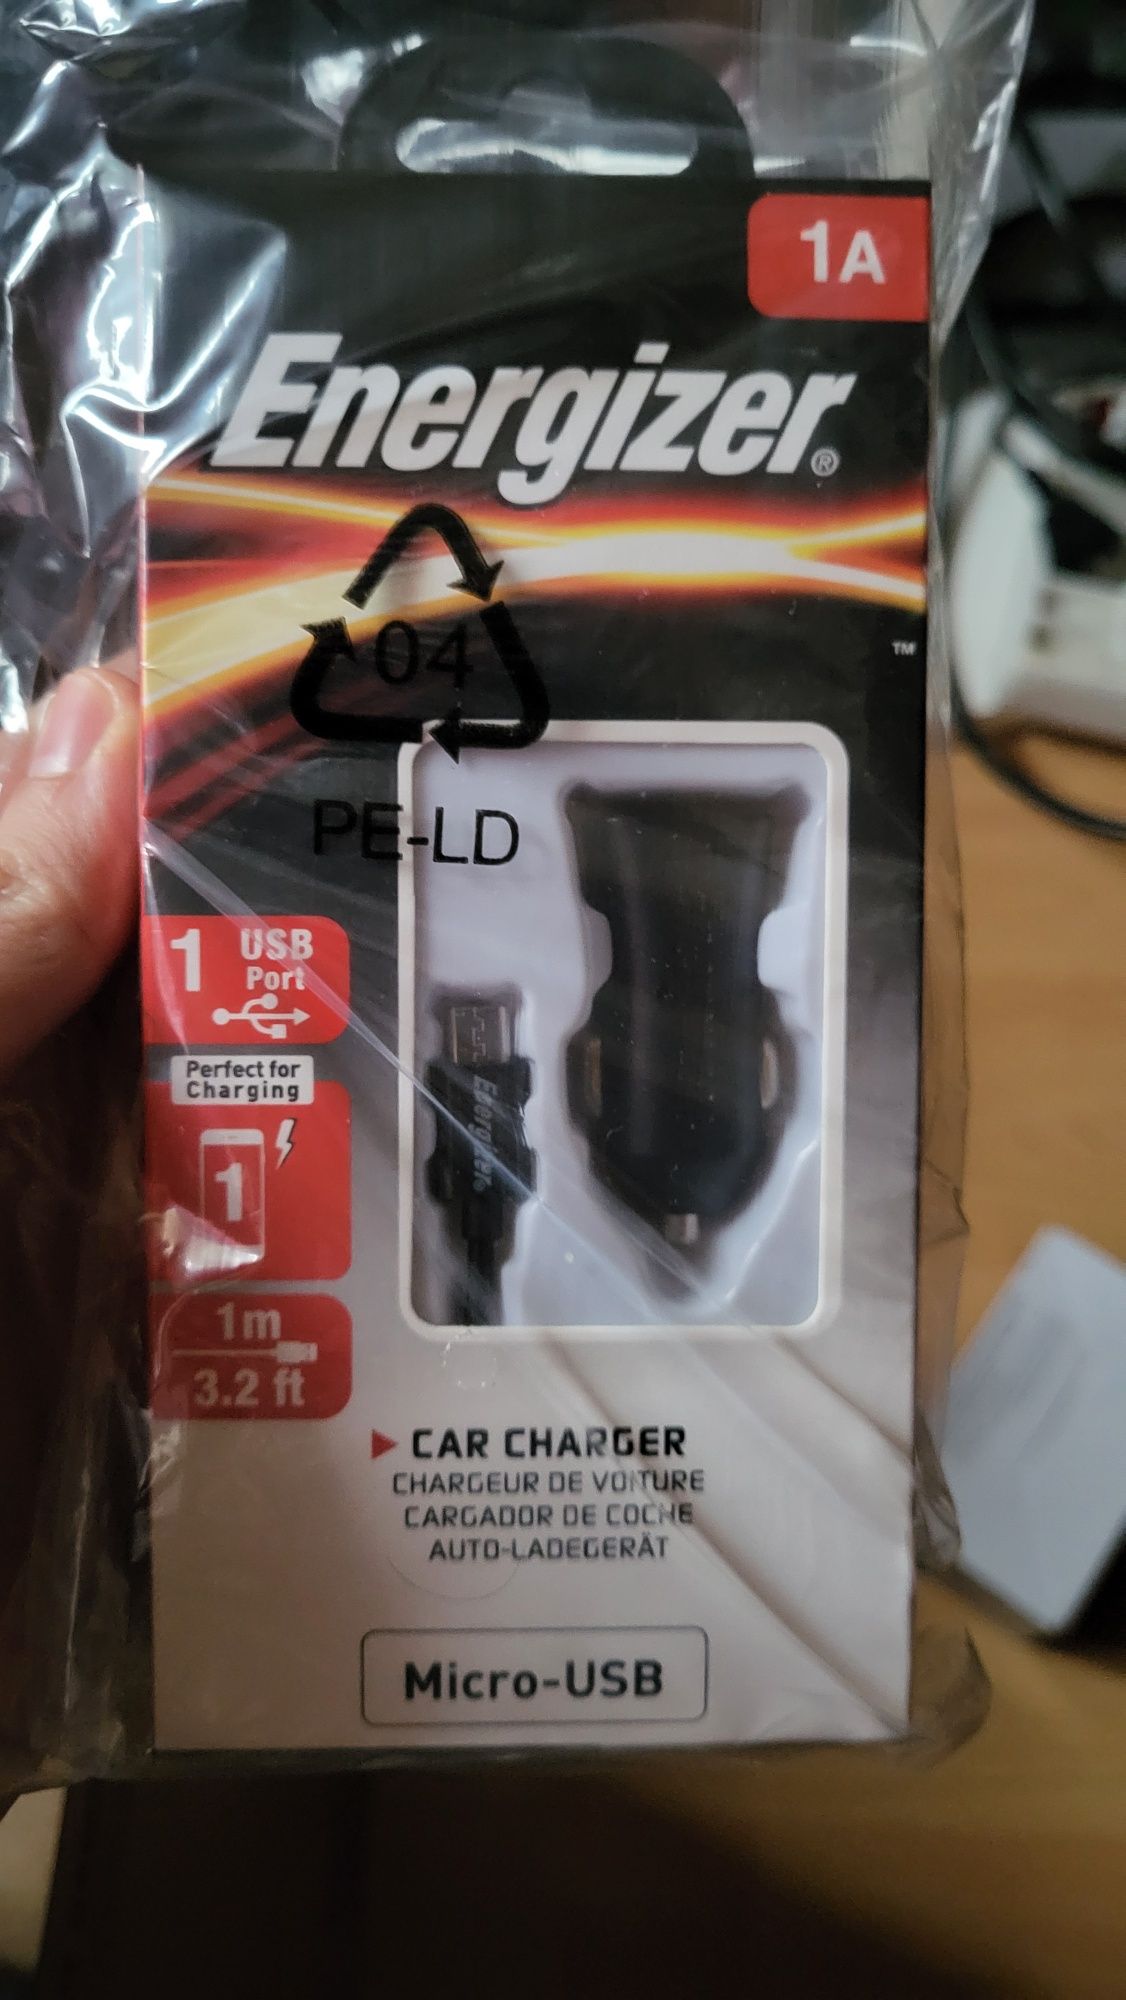 1A
Energizer®
04
TM
PE-LD
1 USB
Port
Perfect for
Charging
1
Energizer
1m
3.2 ft
CAR CHARGER
CHARGEUR DE VOITURE
CARGADOR DE COCHE
AUTO-LADEGERÄT
Micro-USB